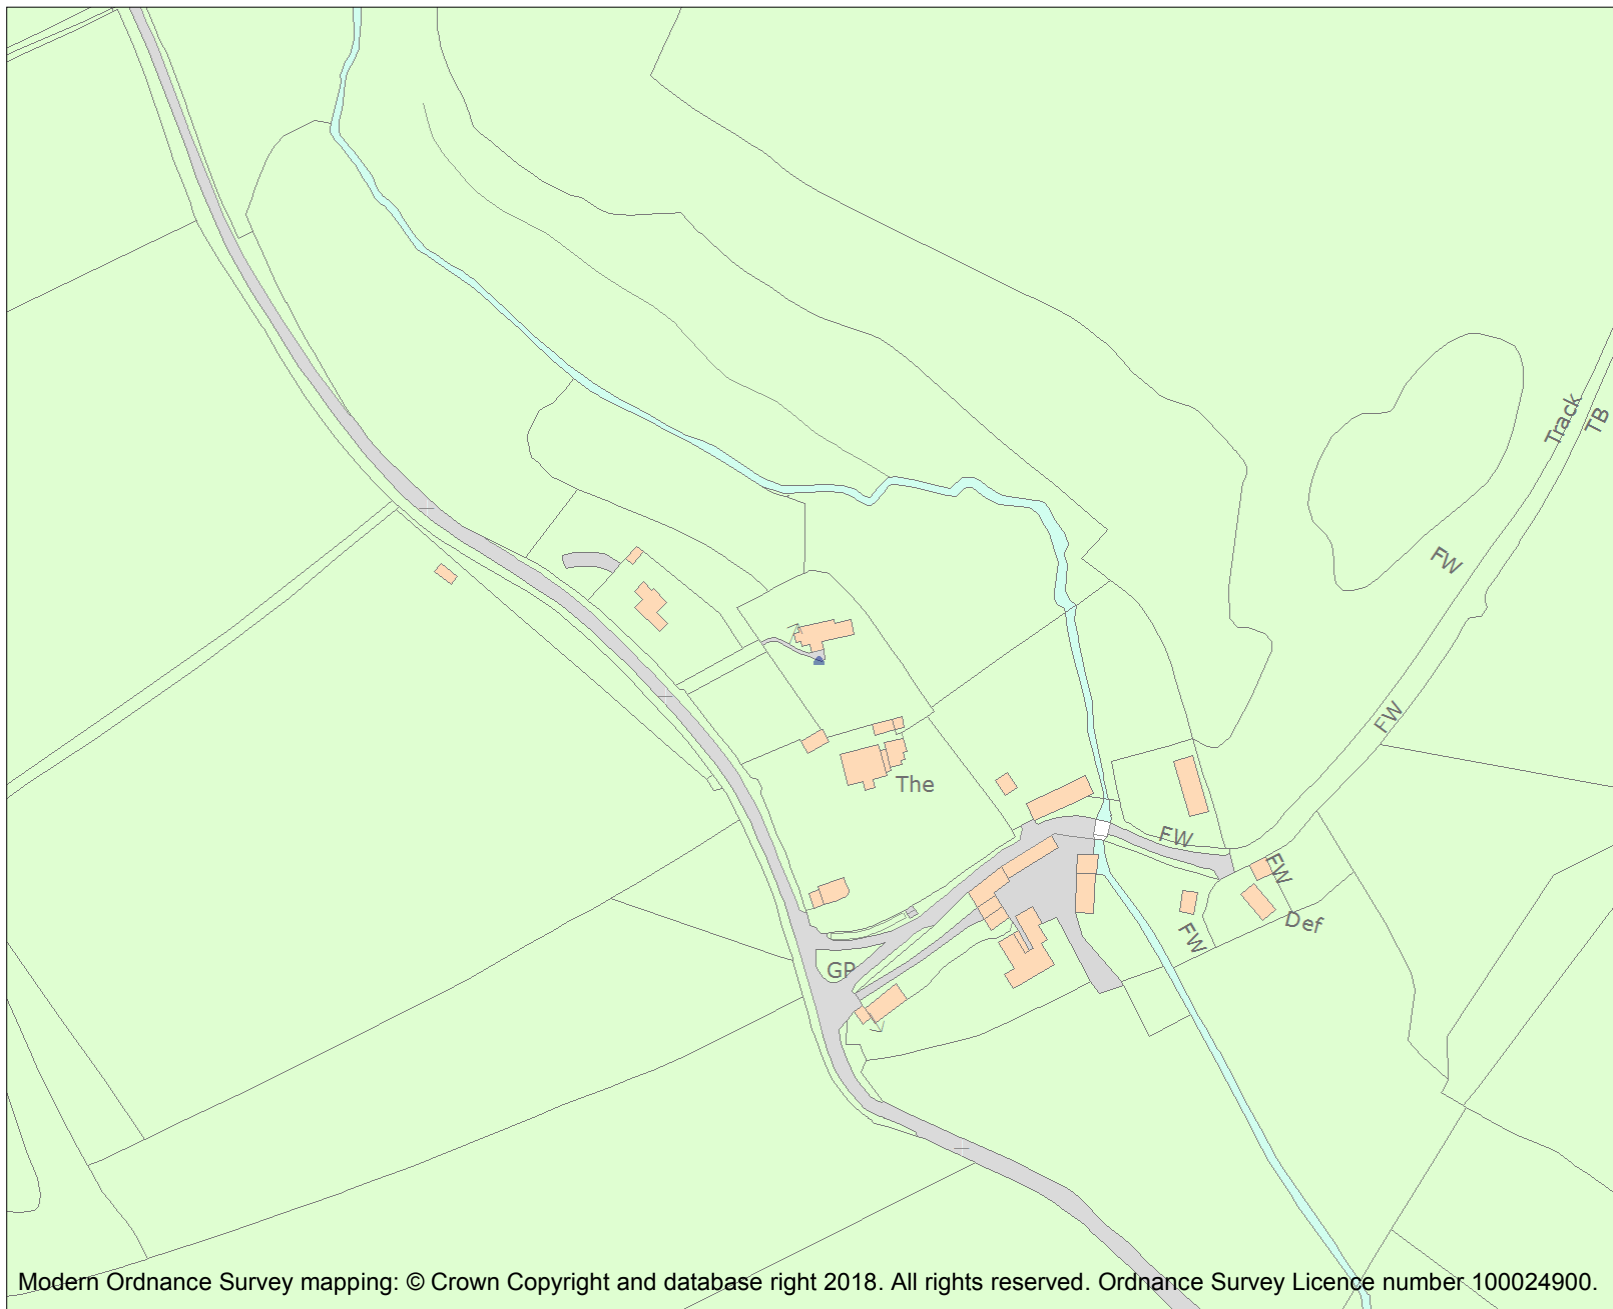 Track
TB
FW
FW
The
FW
FW
Def
FW
GP
Modern Ordnance Survey mapping: © Crown Copyright and database right 2018. All rights reserved. Ordnance Survey Licence number 100024900.